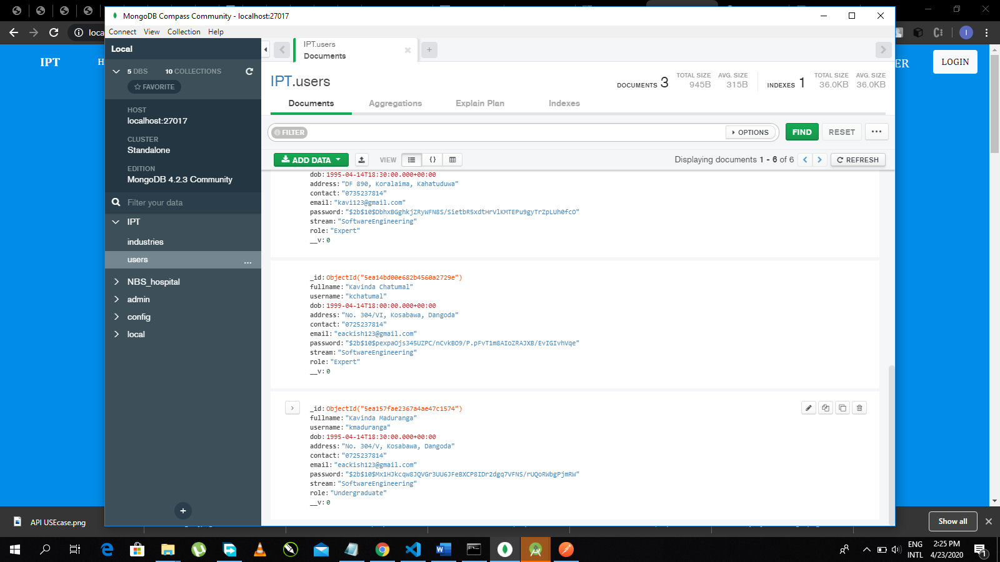 MongoDB Compass Community - localhost:27017
Connect View Collection Help
loca
IPT
H
ER
LOGIN
Local
5 DBS 10 COLLECTIONS
FAVORITE
HOST
localhost:27017
CLUSTER
Standalone
EDITION
MongoDB 4.2.3 Community
Filter your data
IPT
industries
users ...
NBS_hospital
admin
config
local
+
IPT.users
Documents
+
IPT.users
DOCUMENTS 3 TOTAL SIZE 945B AVG. SIZE 315B INDEXES 1 TOTAL SIZE 36.0KB AVG. SIZE 36.0KB
Documents Aggregations Explain Plan Indexes
FILTER OPTIONS FIND RESET ...
ADD DATA VIEW {} Displaying documents 1 - 6 of 6 REFRESH
dob: 1995-04-14T18:30:00.000+00:00
address: "DF 890, Koralaima, Kahatuduwa"
contact: "0735237814"
email: "kavi123@gmail.com"
password: "$2b$10$DbhxBGghkjZRyWFN8S/SietbR5xdtHrVlKMTEPu9gyTrZpLUh0fcO"
stream: "SoftwareEngineering"
role: "Expert"
__v: 0
_id: ObjectId("5ea14bd00e682b4560a2729e")
fullname: "Kavinda Chatumal"
username: "kchatumal"
dob: 1999-04-14T18:00:00.000+00:00
address: "No. 304/VI, Kosabawa, Dangoda"
contact: "0725237814"
email: "eackish123@gmail.com"
password: "$2b$10$pexpaOjs345UZPC/nCvkBO9/P.pFvT1m8AIoZRAJXB/EvIGIvhVqe"
stream: "SoftwareEngineering"
role: "Expert"
__v: 0
_id: ObjectId("5ea157fae2367a4ae47c1574")
fullname: "Kavinda Maduranga"
username: "kmaduranga"
dob: 1995-04-14T18:30:00.000+00:00
address: "No. 304/V, Kosabawa, Dangoda"
contact: "0725237814"
email: "eackish123@gmail.com"
password: "$2b$10$Mx1HJkcqw8JQVGr3UU6JFeBXCP8IDr2dgq7VFNS/rUQoRWbgPjmRW"
stream: "SoftwareEngineering"
role: "Undergraduate"
__v: 0
API USEcase.png
Show all
ENG
INTL
2:25 PM
4/23/2020
1